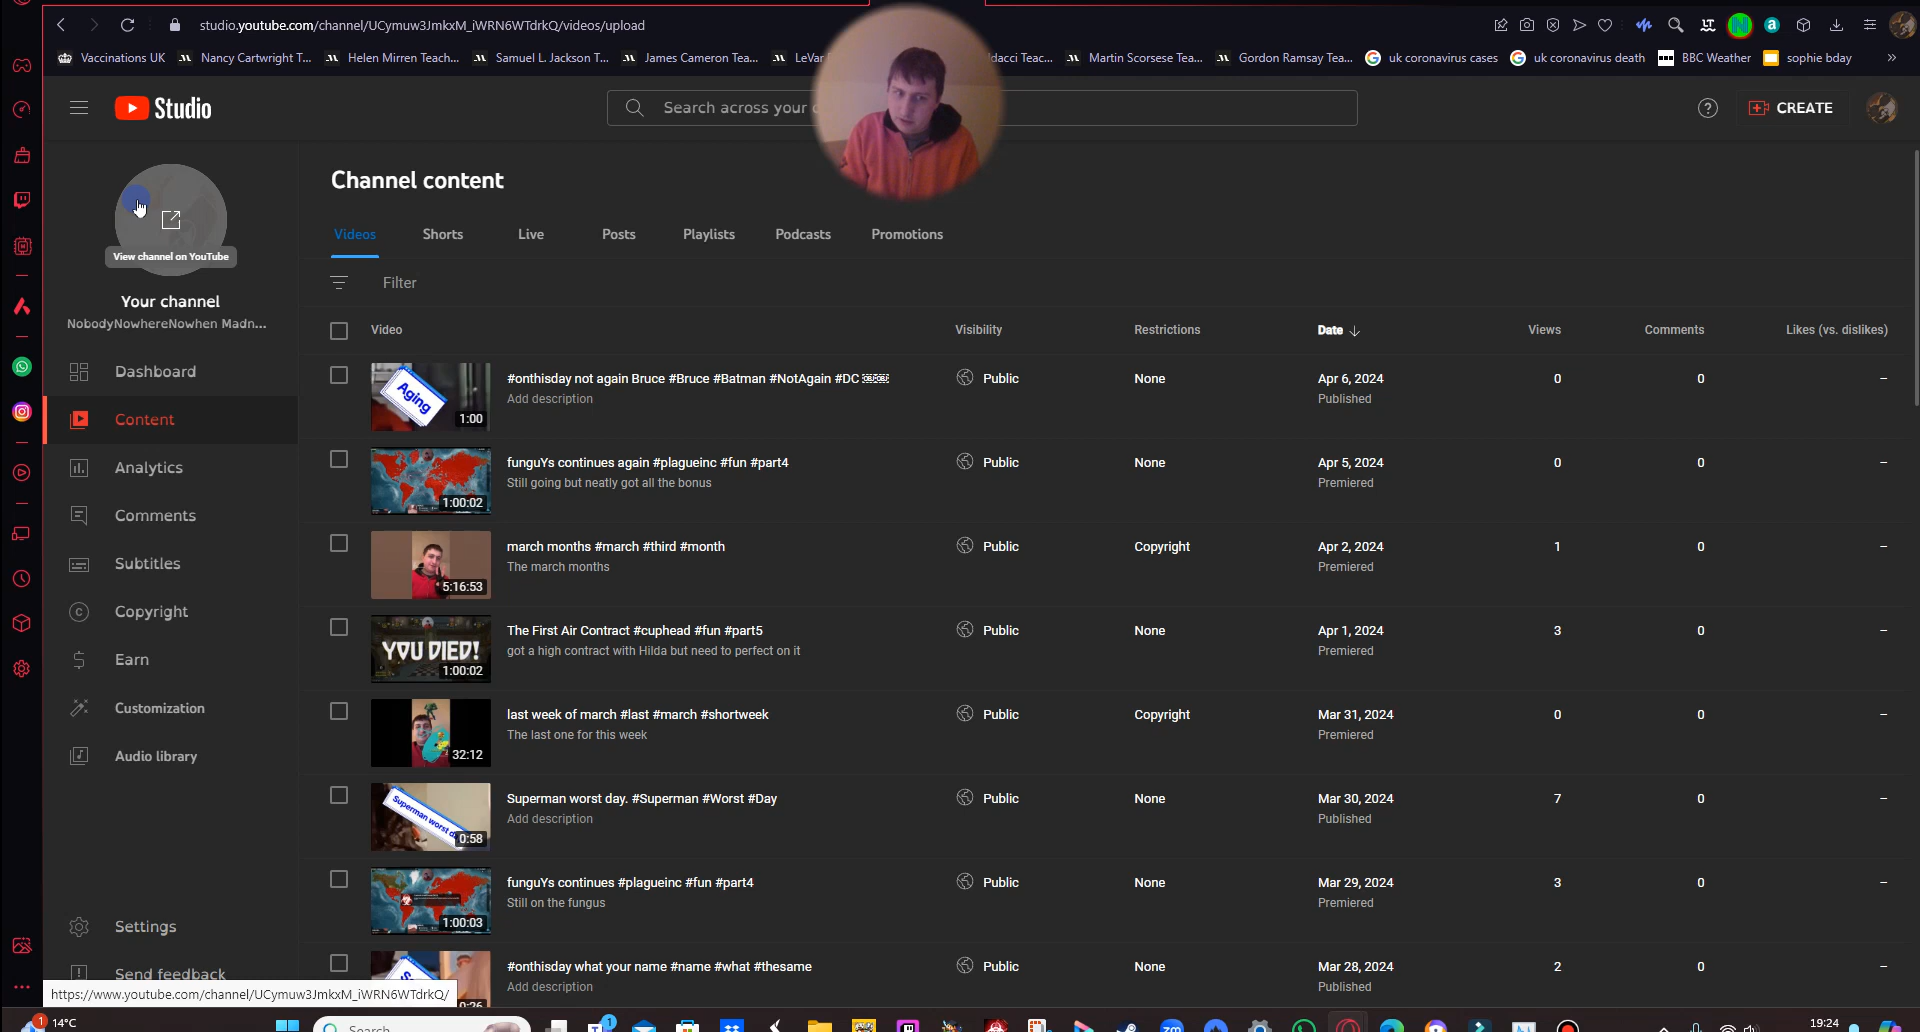 studio.youtube.com/channel/UCymuw3JmkxM_iWRN6WTdrkQ/videos/upload
Vaccinations UK
Nancy Cartwright T...
Helen Mirren Teach...
Samuel L. Jackson T...
James Cameron Tea...
LeVar
ldacci Teac...
Martin Scorsese Tea...
Gordon Ramsay Tea...
uk coronavirus cases
uk coronavirus death
BBC Weather
sophie bday
Studio
Search across your
CREATE
View channel on YouTube
Your channel
NobodyNowhereNowhen Madn...
Dashboard
Content
Analytics
Comments
Subtitles
Copyright
Earn
Customization
Audio library
Settings
Send feedback
https://www.youtube.com/channel/UCymuw3JmkxM_iWRN6WTdrkQ/
Channel content
Videos Shorts Live Posts Playlists Podcasts Promotions
Filter
Video Visibility Restrictions Date Views Comments Likes (vs. dislikes)
Aging
1:00
#onthisday not again Bruce #Bruce #Batman #NotAgain #DC Public None Apr 6, 2024 0 0 –
Add description Published
1:00:02
funguYs continues again #plagueinc #fun #part4 Public None Apr 5, 2024 0 0 –
Still going but neatly got all the bonus Premiered
5:16:53
march months #march #third #month Public Copyright Apr 2, 2024 1 0 –
The march months Premiered
YOU DIED!
1:00:02
The First Air Contract #cuphead #fun #part5 Public None Apr 1, 2024 3 0 –
got a high contract with Hilda but need to perfect on it Premiered
32:12
last week of march #last #march #shortweek Public Copyright Mar 31, 2024 0 0 –
The last one for this week Premiered
Superman worst d
0:58
Superman worst day. #Superman #Worst #Day Public None Mar 30, 2024 7 0 –
Add description Published
1:00:03
funguYs continues #plagueinc #fun #part4 Public None Mar 29, 2024 3 0 –
Still on the fungus Premiered
0:26
#onthisday what your name #name #what #thesame Public None Mar 28, 2024 2 0 –
Add description Published
1
14°C
Search
1
zm
19:24